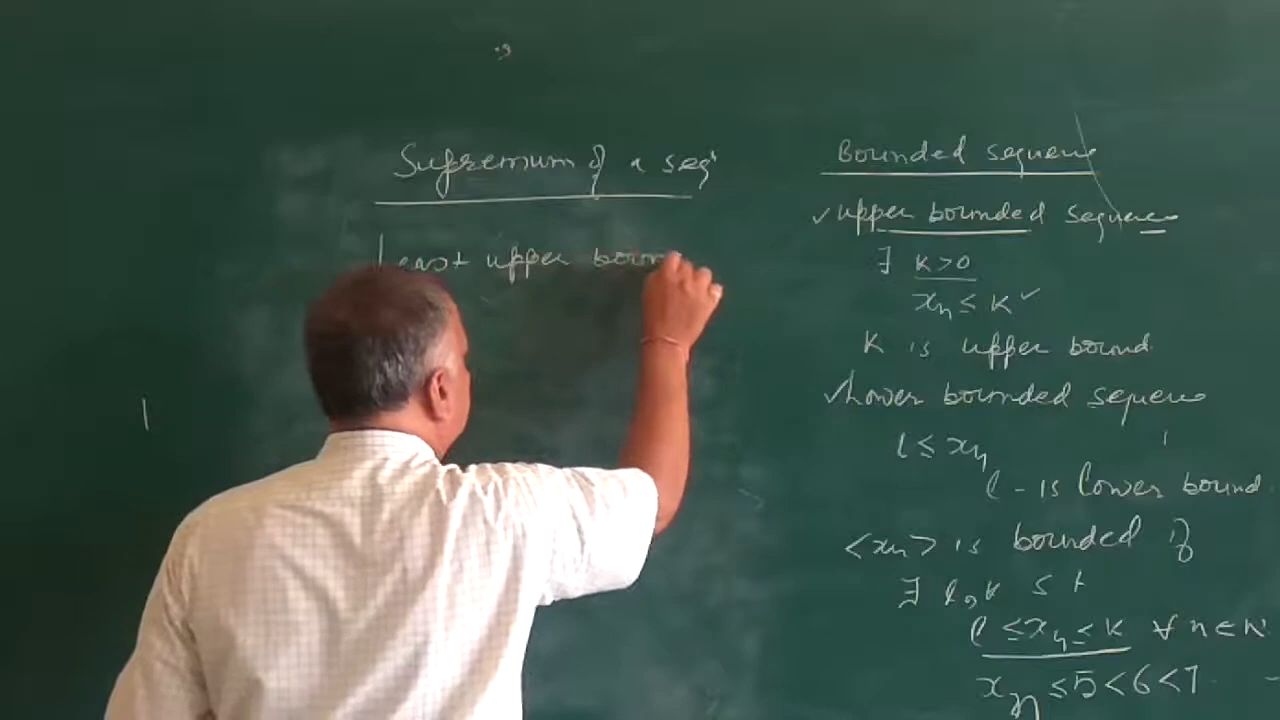 Supremum of a seqⁿ
Least upper boun
Bounded sequence
✓ upper bounded sequence
∃ K>0
xₙ ≤ K ✓
K is upper bound
✓ Lower bounded sequence
l ≤ xₙ
l - is lower bound.
<xₙ> is bounded if
∃ l, k s t
l ≤ xₙ ≤ K ∀ n ∈ N
xₙ ≤ 5 < 6 < 7